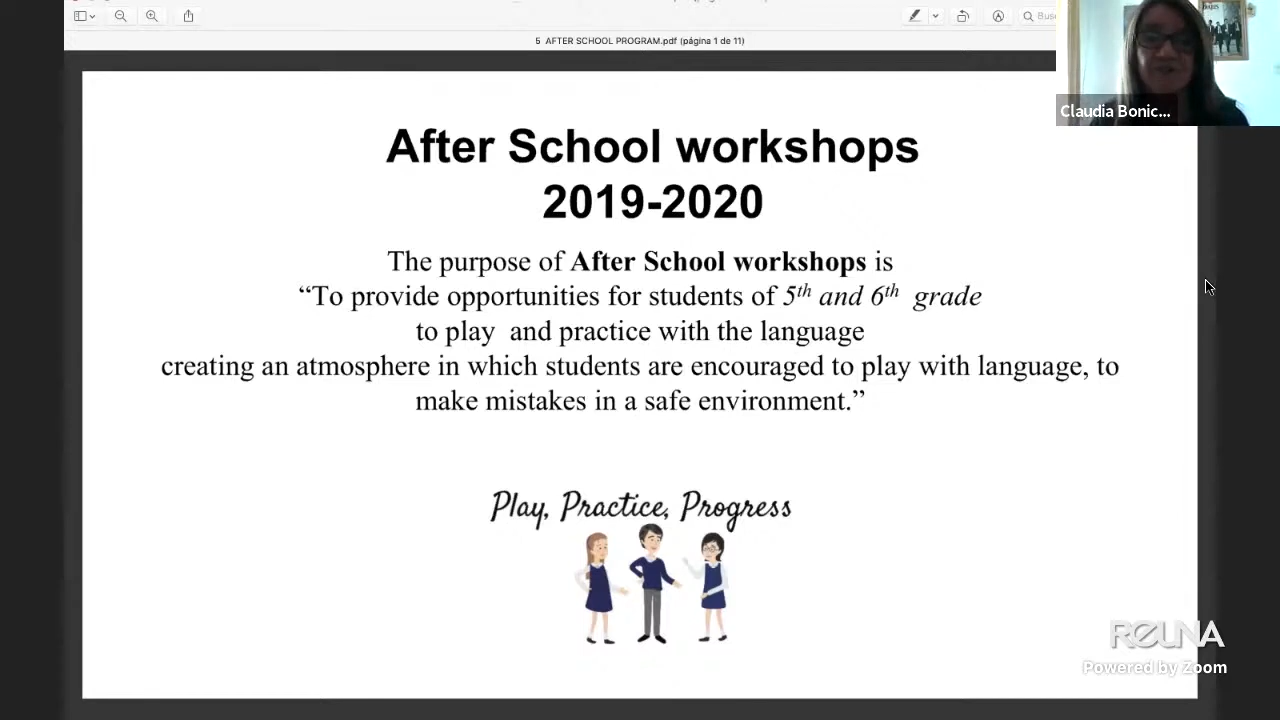 5 AFTER SCHOOL PROGRAM.pdf (página 1 de 11)
Claudia Bonic...
After School workshops
2019-2020
The purpose of After School workshops is
“To provide opportunities for students of 5th and 6th grade
to play and practice with the language
creating an atmosphere in which students are encouraged to play with language, to
make mistakes in a safe environment.”
Play, Practice, Progress
REUNA
Powered by Zoom